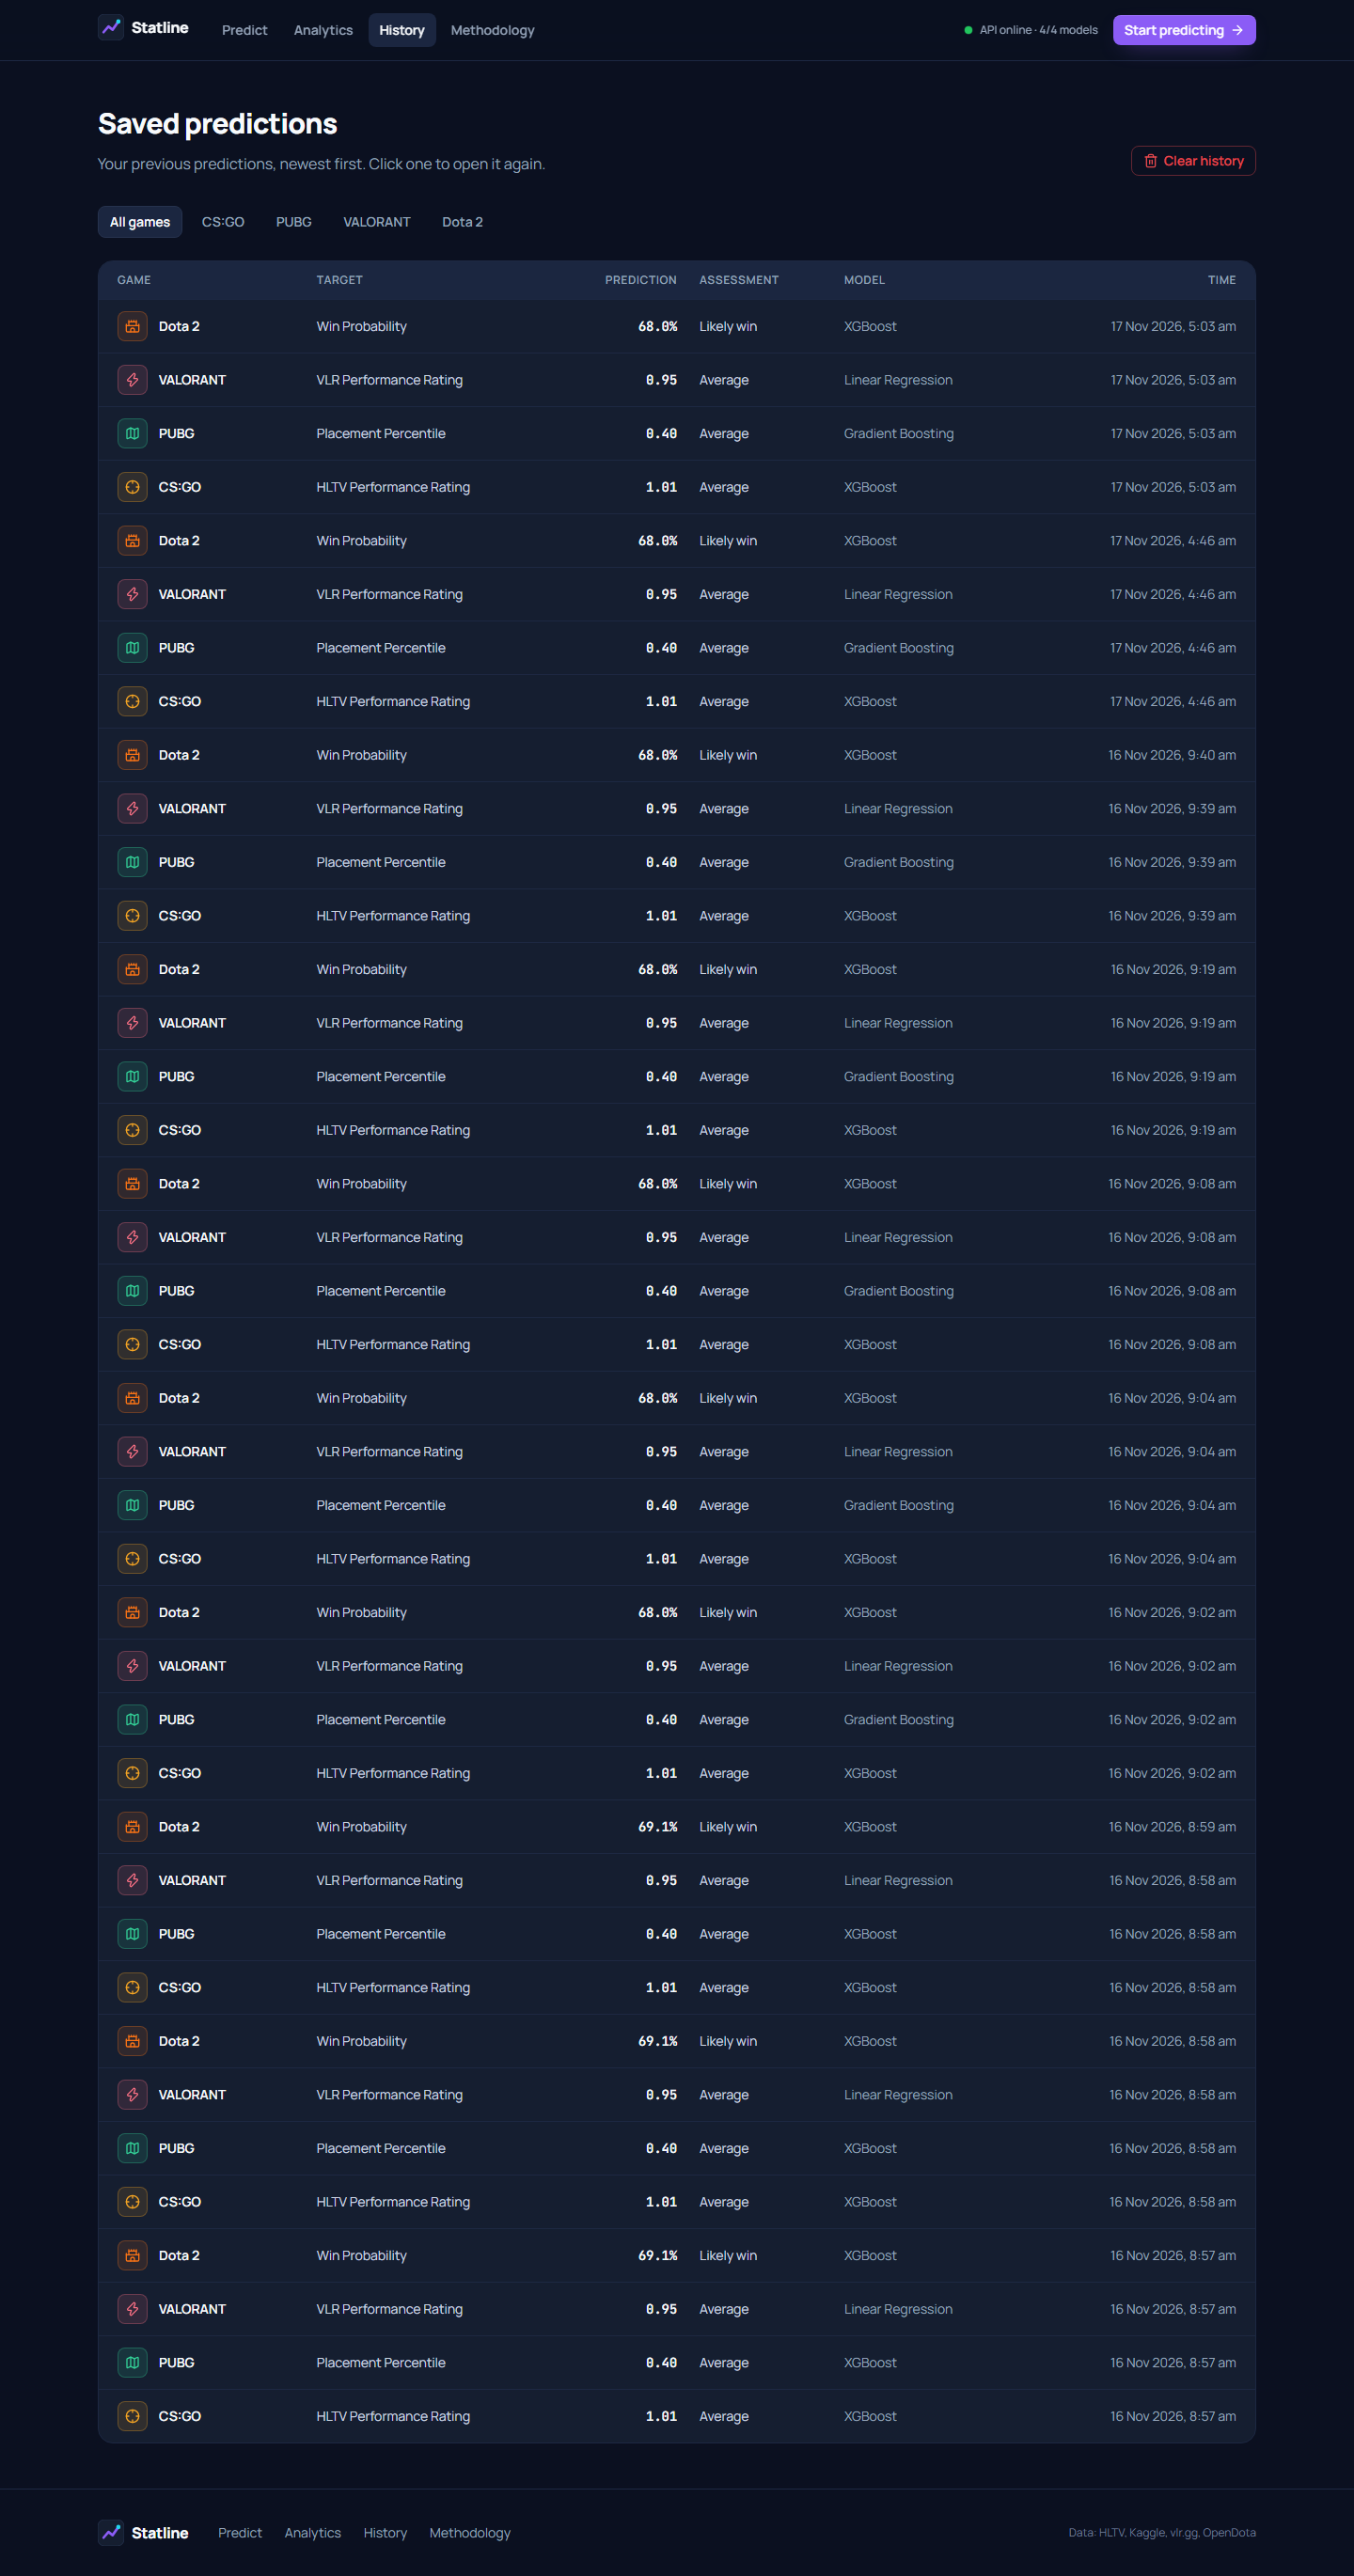 Statline Predict Analytics History Methodology API online · 4/4 models Start predicting →
Saved predictions
Your previous predictions, newest first. Click one to open it again. Clear history
All games CS:GO PUBG VALORANT Dota 2
GAME TARGET PREDICTION ASSESSMENT MODEL TIME
Dota 2 Win Probability 68.0% Likely win XGBoost 17 Nov 2026, 5:03 am
VALORANT VLR Performance Rating 0.95 Average Linear Regression 17 Nov 2026, 5:03 am
PUBG Placement Percentile 0.40 Average Gradient Boosting 17 Nov 2026, 5:03 am
CS:GO HLTV Performance Rating 1.01 Average XGBoost 17 Nov 2026, 5:03 am
Dota 2 Win Probability 68.0% Likely win XGBoost 17 Nov 2026, 4:46 am
VALORANT VLR Performance Rating 0.95 Average Linear Regression 17 Nov 2026, 4:46 am
PUBG Placement Percentile 0.40 Average Gradient Boosting 17 Nov 2026, 4:46 am
CS:GO HLTV Performance Rating 1.01 Average XGBoost 17 Nov 2026, 4:46 am
Dota 2 Win Probability 68.0% Likely win XGBoost 16 Nov 2026, 9:40 am
VALORANT VLR Performance Rating 0.95 Average Linear Regression 16 Nov 2026, 9:39 am
PUBG Placement Percentile 0.40 Average Gradient Boosting 16 Nov 2026, 9:39 am
CS:GO HLTV Performance Rating 1.01 Average XGBoost 16 Nov 2026, 9:39 am
Dota 2 Win Probability 68.0% Likely win XGBoost 16 Nov 2026, 9:19 am
VALORANT VLR Performance Rating 0.95 Average Linear Regression 16 Nov 2026, 9:19 am
PUBG Placement Percentile 0.40 Average Gradient Boosting 16 Nov 2026, 9:19 am
CS:GO HLTV Performance Rating 1.01 Average XGBoost 16 Nov 2026, 9:19 am
Dota 2 Win Probability 68.0% Likely win XGBoost 16 Nov 2026, 9:08 am
VALORANT VLR Performance Rating 0.95 Average Linear Regression 16 Nov 2026, 9:08 am
PUBG Placement Percentile 0.40 Average Gradient Boosting 16 Nov 2026, 9:08 am
CS:GO HLTV Performance Rating 1.01 Average XGBoost 16 Nov 2026, 9:08 am
Dota 2 Win Probability 68.0% Likely win XGBoost 16 Nov 2026, 9:04 am
VALORANT VLR Performance Rating 0.95 Average Linear Regression 16 Nov 2026, 9:04 am
PUBG Placement Percentile 0.40 Average Gradient Boosting 16 Nov 2026, 9:04 am
CS:GO HLTV Performance Rating 1.01 Average XGBoost 16 Nov 2026, 9:04 am
Dota 2 Win Probability 68.0% Likely win XGBoost 16 Nov 2026, 9:02 am
VALORANT VLR Performance Rating 0.95 Average Linear Regression 16 Nov 2026, 9:02 am
PUBG Placement Percentile 0.40 Average Gradient Boosting 16 Nov 2026, 9:02 am
CS:GO HLTV Performance Rating 1.01 Average XGBoost 16 Nov 2026, 9:02 am
Dota 2 Win Probability 69.1% Likely win XGBoost 16 Nov 2026, 8:59 am
VALORANT VLR Performance Rating 0.95 Average Linear Regression 16 Nov 2026, 8:58 am
PUBG Placement Percentile 0.40 Average Gradient Boosting 16 Nov 2026, 8:58 am
CS:GO HLTV Performance Rating 1.01 Average XGBoost 16 Nov 2026, 8:58 am
Dota 2 Win Probability 69.1% Likely win XGBoost 16 Nov 2026, 8:58 am
VALORANT VLR Performance Rating 0.95 Average Linear Regression 16 Nov 2026, 8:58 am
PUBG Placement Percentile 0.40 Average XGBoost 16 Nov 2026, 8:58 am
CS:GO HLTV Performance Rating 1.01 Average XGBoost 16 Nov 2026, 8:58 am
Dota 2 Win Probability 69.1% Likely win XGBoost 16 Nov 2026, 8:57 am
VALORANT VLR Performance Rating 0.95 Average Linear Regression 16 Nov 2026, 8:57 am
PUBG Placement Percentile 0.40 Average XGBoost 16 Nov 2026, 8:57 am
CS:GO HLTV Performance Rating 1.01 Average XGBoost 16 Nov 2026, 8:57 am
Statline Predict Analytics History Methodology Data: HLTV, Kaggle, vlr.gg, OpenDota